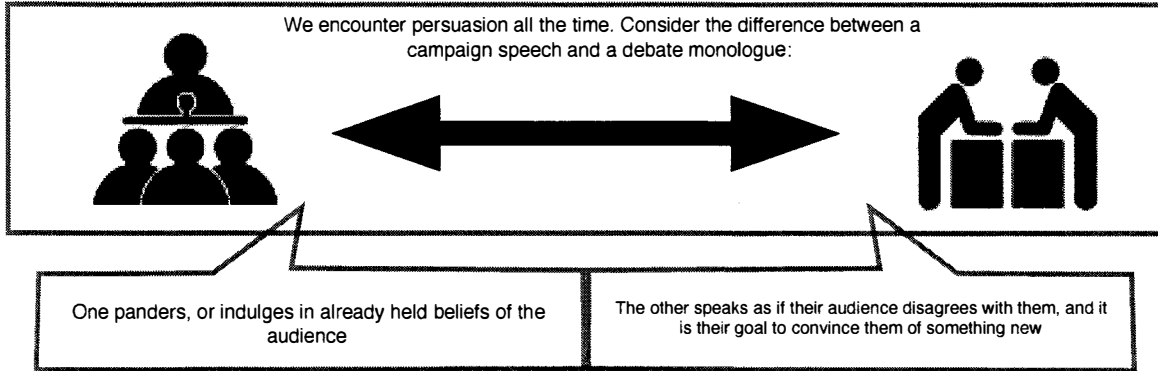 We encounter persuasion all the time. Consider the difference between a
campaign speech and a debate monologue:
One panders, or indulges in already held beliefs of the
audience
The other speaks as if their audience disagrees with them, and it
is their goal to convince them of something new